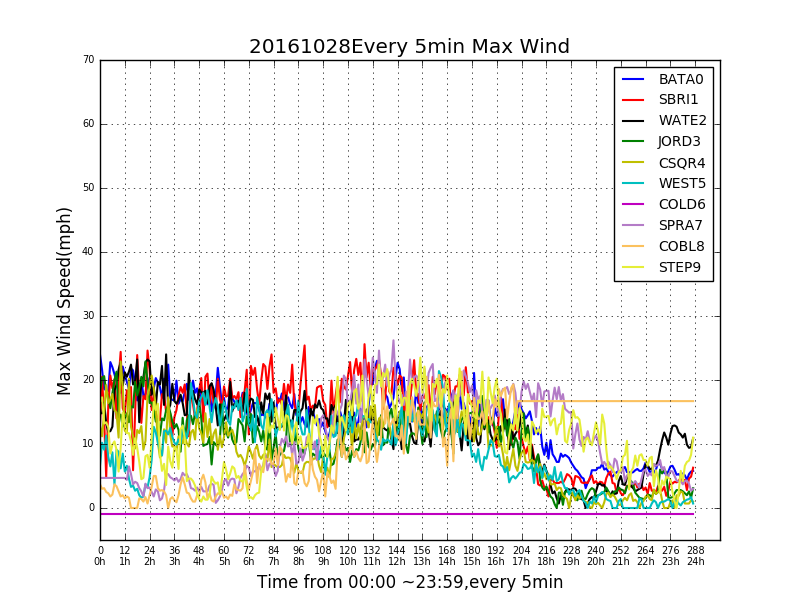 20161028Every 5min Max Wind
70
60
50
40
30
20
10
0
Max Wind Speed(mph)
BATA0
SBRI1
WATE2
JORD3
CSQR4
WEST5
COLD6
SPRA7
COBL8
STEP9
0 12 24 36 48 60 72 84 96 108 120 132 144 156 168 180 192 204 216 228 240 252 264 276 288
0h 1h 2h 3h 4h 5h 6h 7h 8h 9h 10h 11h 12h 13h 14h 15h 16h 17h 18h 19h 20h 21h 22h 23h 24h
Time from 00:00 ~23:59,every 5min